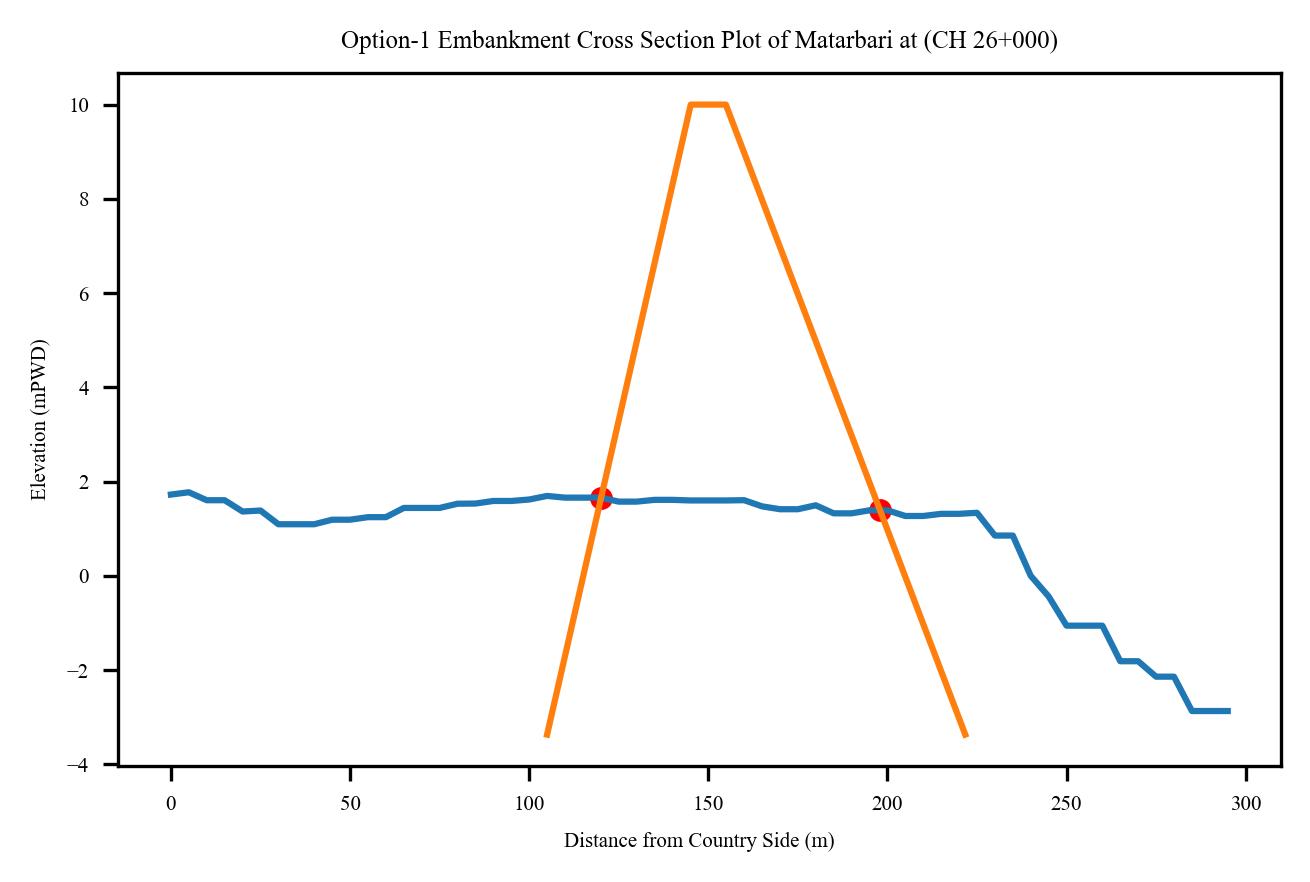 Option-1 Embankment Cross Section Plot of Matarbari at (CH 26+000)
10
8
6
4
2
0
−2
−4
Elevation (mPWD)
0 50 100 150 200 250 300
Distance from Country Side (m)